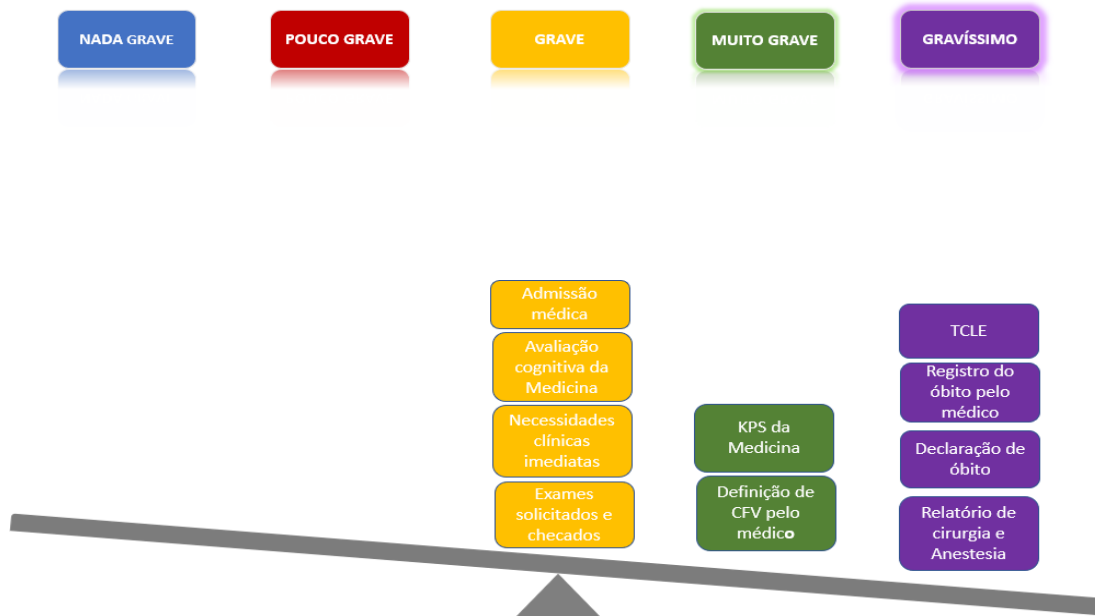 NADA GRAVE
POUCO GRAVE
GRAVE
MUITO GRAVE
GRAVÍSSIMO
Admissão
médica
Avaliação
cognitiva da
Medicina
Necessidades
clínicas
imediatas
Exames
solicitados e
checados
KPS da
Medicina
Definição de
CFV pelo
médico
TCLE
Registro do
óbito pelo
médico
Declaração de
óbito
Relatório de
cirurgia e
Anestesia